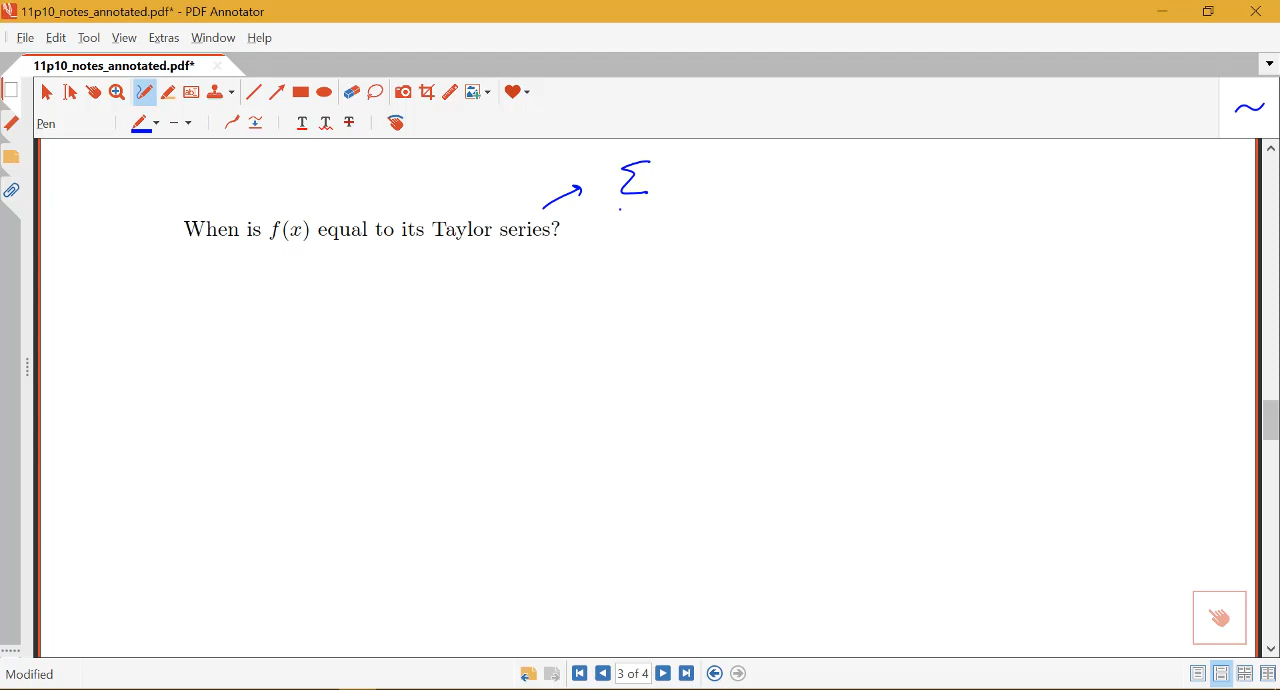 11p10_notes_annotated.pdf* - PDF Annotator
File Edit Tool View Extras Window Help
11p10_notes_annotated.pdf*
Pen
Σ
When is f(x) equal to its Taylor series?
Modified
3 of 4